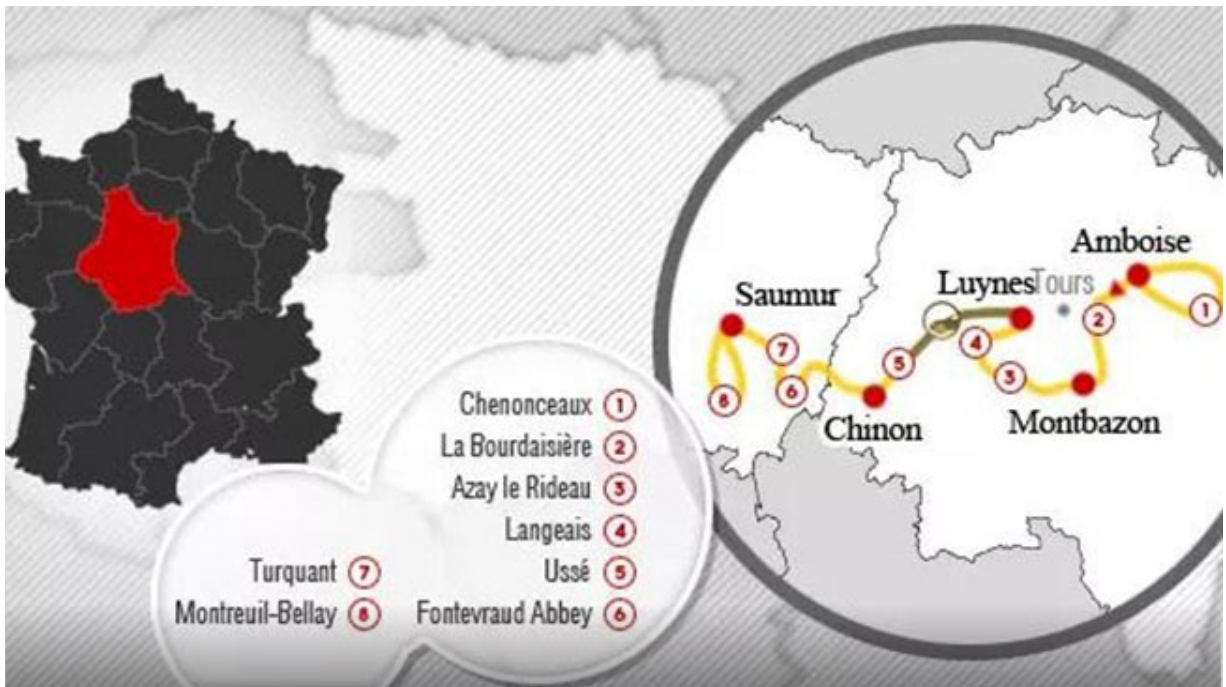 Amboise
Luynes
Tours
Saumur
1
2
7
4
5
3
6
8
Chinon
Montbazon
Chenonceaux 1
La Bourdaisière 2
Azay le Rideau 3
Langeais 4
Ussé 5
Fontevraud Abbey 6
Turquant 7
Montreuil-Bellay 8